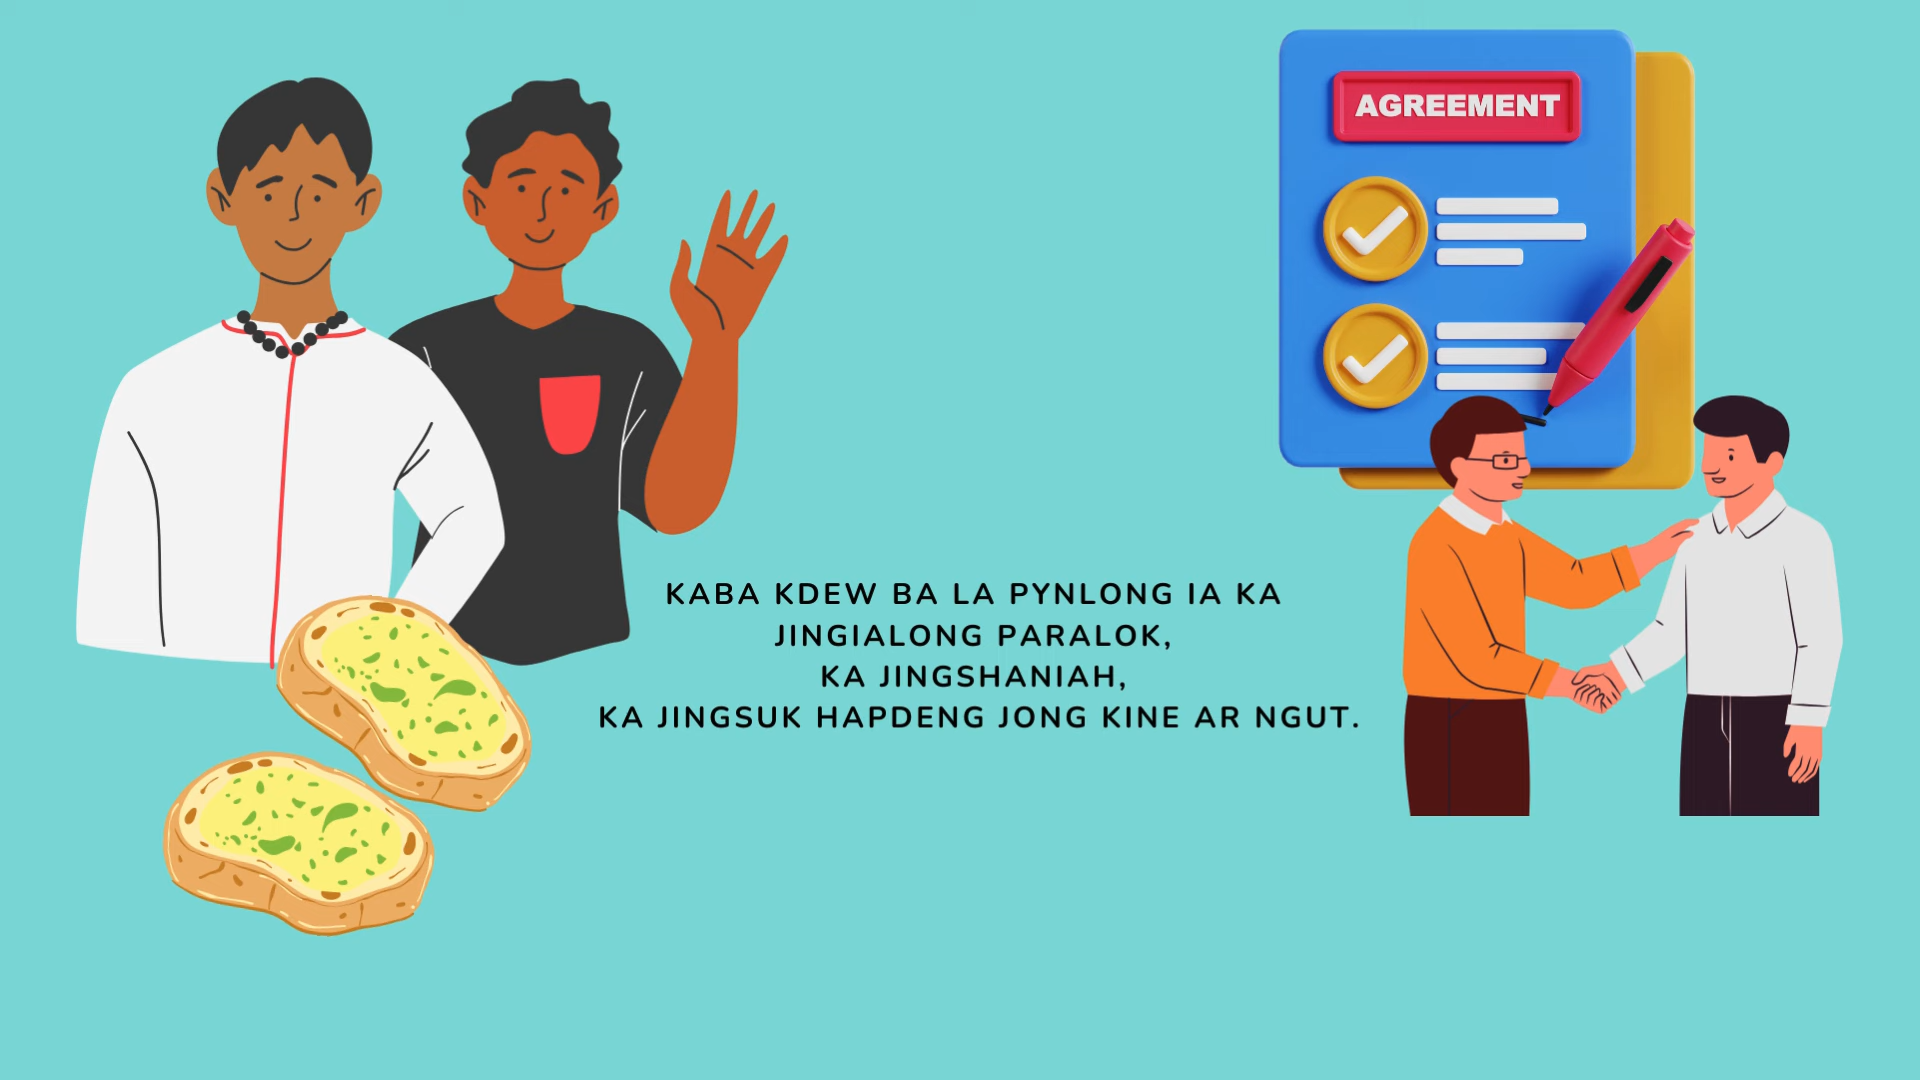 AGREEMENT
KABA KDEW BA LA PYNLONG IA KA
JINGIALONG PARALOK,
KA JINGSHANIAH,
KA JINGSUK HAPDENG JONG KINE AR NGUT.